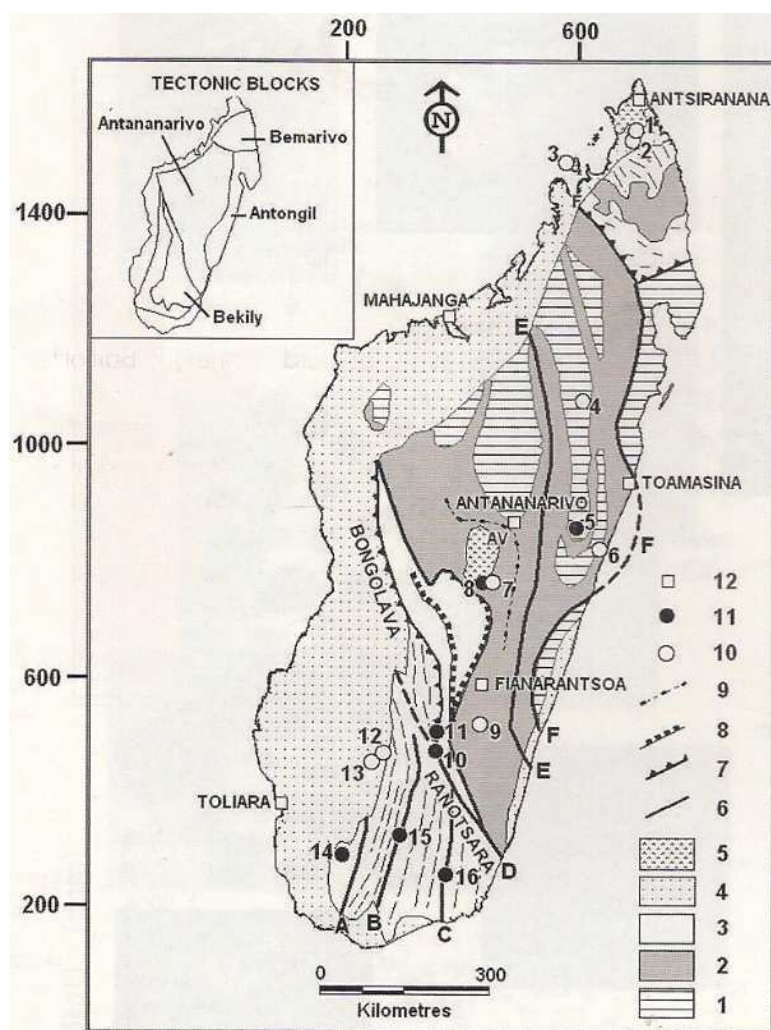 200
600
TECTONIC BLOCKS
Antananarivo
Bemarivo
Antongil
Bekily
N
ANTSIRANANA
1
2
3
1400
F
MAHAJANGA
E
4
1000
TOAMASINA
ANTANANARIVO
AV
5
6
F
BONGOLAVA
8
7
12
11
10
600
FIANARANTSOA
9
9
F
E
8
12
11
13
10
RANOTSARA
7
TOLIARA
6
14
15
D
5
16
4
200
A
B
C
3
2
1
0
300
Kilometres